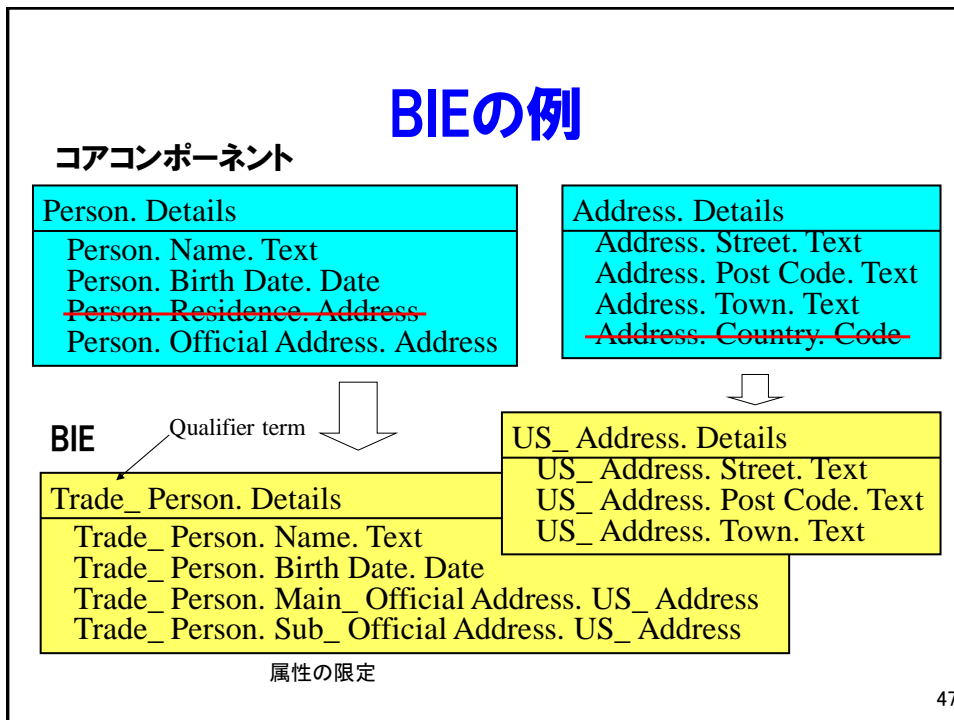 BIEの例
コアコンポーネント
Person. Details
Person. Name. Text
Person. Birth Date. Date
Person. Residence. Address
Person. Official Address. Address
Address. Details
Address. Street. Text
Address. Post Code. Text
Address. Town. Text
Address. Country. Code
BIE
Qualifier term
US_ Address. Details
US_ Address. Street. Text
US_ Address. Post Code. Text
US_ Address. Town. Text
Trade_ Person. Details
Trade_ Person. Name. Text
Trade_ Person. Birth Date. Date
Trade_ Person. Main_ Official Address. US_ Address
Trade_ Person. Sub_ Official Address. US_ Address
属性の限定
47